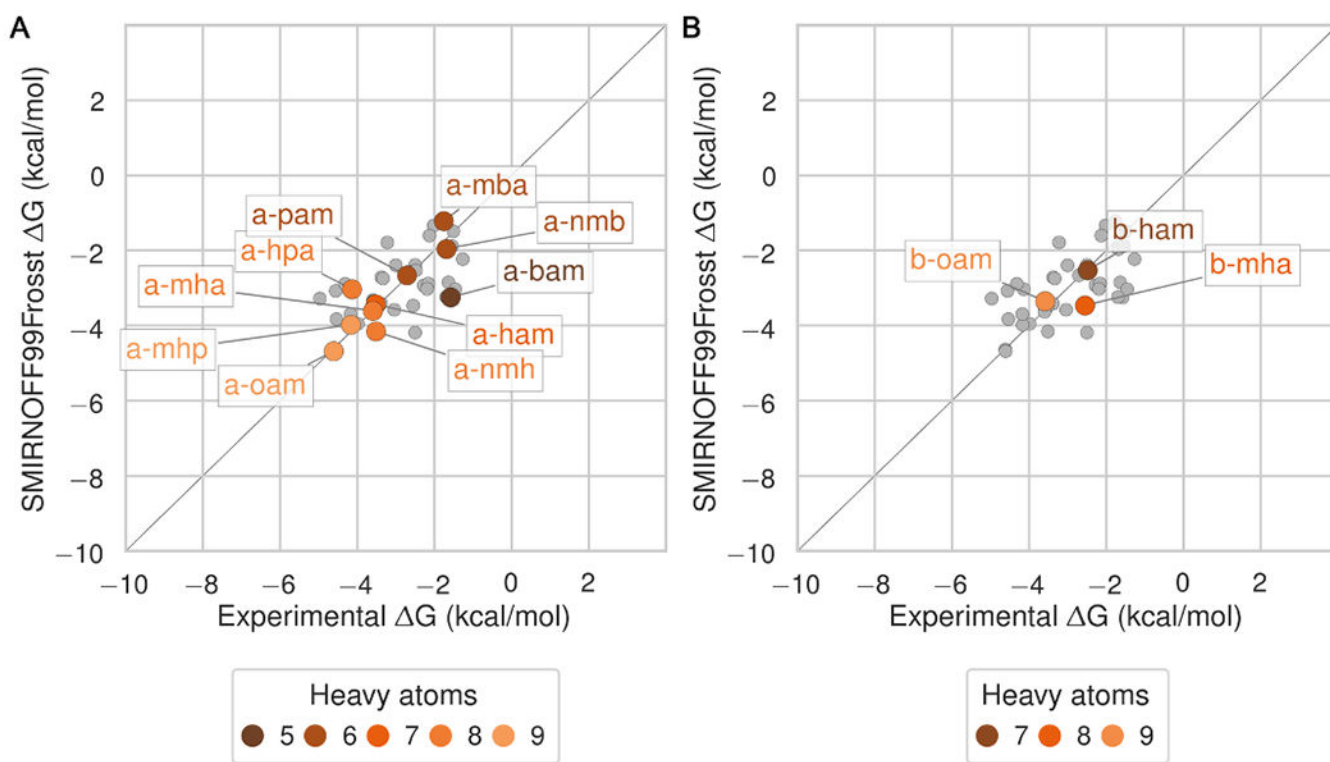 A
SMIRNOFF99Frosst ΔG (kcal/mol)
2
0
−2
−4
−6
−8
−10
a-mba
a-pam
a-nmb
a-hpa
a-bam
a-mha
a-ham
a-mhp
a-nmh
a-oam
−10 −8 −6 −4 −2 0 2
Experimental ΔG (kcal/mol)
Heavy atoms
5 6 7 8 9
B
SMIRNOFF99Frosst ΔG (kcal/mol)
2
0
−2
−4
−6
−8
−10
b-ham
b-oam
b-mha
−10 −8 −6 −4 −2 0 2
Experimental ΔG (kcal/mol)
Heavy atoms
7 8 9